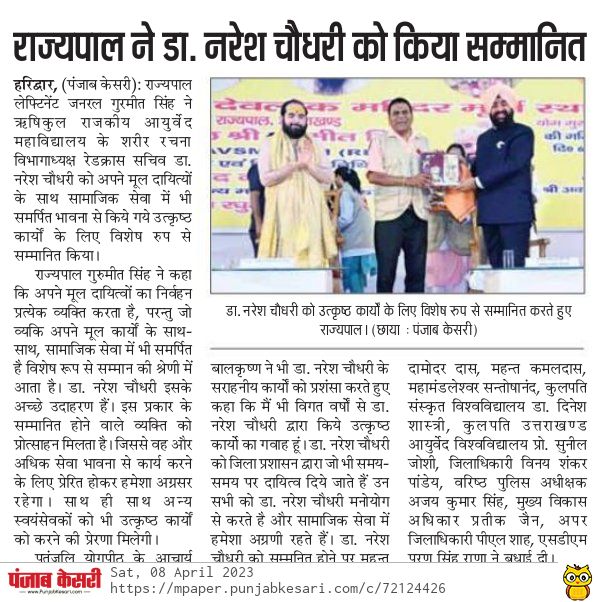 राज्यपाल ने डा. नरेश चौधरी को किया सम्मानित
हरिद्वार, (पंजाब केसरी): राज्यपाल
लेफ्टिनेंट जनरल गुरमीत सिंह ने
ऋषिकुल राजकीय आयुर्वेद
महाविद्यालय के शरीर रचना
विभागाध्यक्ष रेडक्रास सचिव डा.
नरेश चौधरी को अपने मूल दायित्यों
के साथ सामाजिक सेवा में भी
समर्पित भावना से किये गये उत्कृष्ठ
कार्यों के लिए विशेष रुप से
सम्मानित किया।
राज्यपाल गुरुमीत सिंह ने कहा
कि अपने मूल दायित्वों का निर्वहन
प्रत्येक व्यक्ति करता है, परन्तु जो
व्यकि अपने मूल कार्यों के साथ-
साथ, सामाजिक सेवा में भी समर्पित
है विशेष रूप से सम्मान की श्रेणी में
आता है। डा. नरेश चौधरी इसके
अच्छे उदाहरण हैं। इस प्रकार के
सम्मानित होने वाले व्यक्ति को
प्रोत्साहन मिलता है। जिससे वह और
अधिक सेवा भावना से कार्य करने
के लिए प्रेरित होकर हमेशा अग्रसर
रहेगा। साथ ही साथ अन्य
स्वयंसेवकों को भी उत्कृष्ठ कार्यों
को करने की प्रेरणा मिलेगी।
पतंजलि योगपीठ के आचार्य
राज्यपाल,
डा. नरेश चौधरी को उत्कृष्ठ कार्यों के लिए विशेष रुप से सम्मानित करते हुए
राज्यपाल। (छाया : पंजाब केसरी)
बालकृष्ण ने भी डा. नरेश चौधरी के
सराहनीय कार्यों को प्रशंसा करते हुए
कहा कि मैं भी विगत वर्षों से डा.
नरेश चौधरी द्वारा किये उत्कृष्ठ
कार्यो का गवाह हूं। डा. नरेश चौधरी
को जिला प्रशासन द्वारा जो भी समय-
समय पर दायित्व दिये जाते हैं उन
सभी को डा. नरेश चौधरी मनोयोग
से करते है और सामाजिक सेवा में
हमेशा अग्रणी रहते हैं। डा. नरेश
चौधरी को सम्मनित होने पर महन्त
दामोदर दास, महन्त कमलदास,
महामंडलेश्वर सन्तोषानंद, कुलपति
संस्कृत विश्वविद्यालय डा. दिनेश
शास्त्री, कुलपति उत्तराखण्ड
आयुर्वेद विश्वविद्यालय प्रो. सुनील
जोशी, जिलाधिकारी विनय शंकर
पांडेय, वरिष्ठ पुलिस अधीक्षक
अजय कुमार सिंह, मुख्य विकास
अधिकार प्रतीक जैन, अपर
जिलाधिकारी पीएल शाह, एसडीएम
पूरण सिंह राणा ने बधाई दी।
पंजाब केसरी
www.PunjabKesari.com
Sat, 08 April 2023
https://mpaper.punjabkesari.com/c/72124426